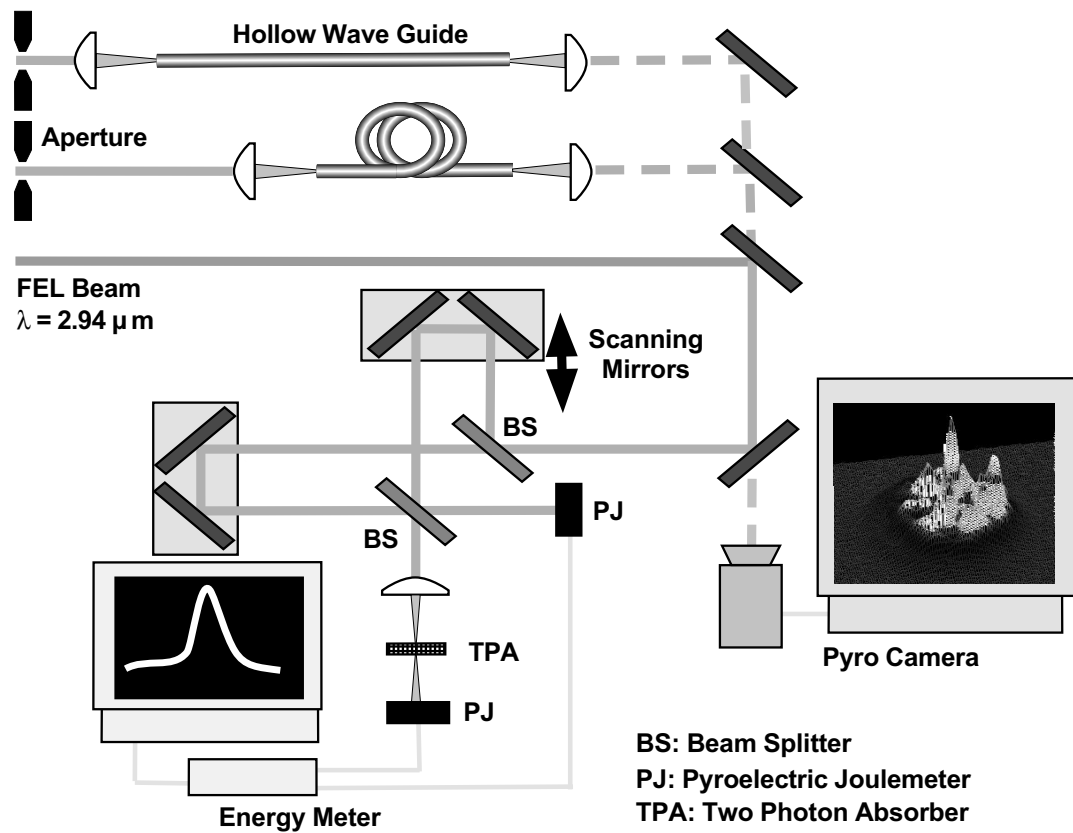 Hollow Wave Guide
Aperture
FEL Beam
λ = 2.94 μ m
Scanning
Mirrors
BS
BS
PJ
TPA
PJ
Pyro Camera
Energy Meter
BS: Beam Splitter
PJ: Pyroelectric Joulemeter
TPA: Two Photon Absorber